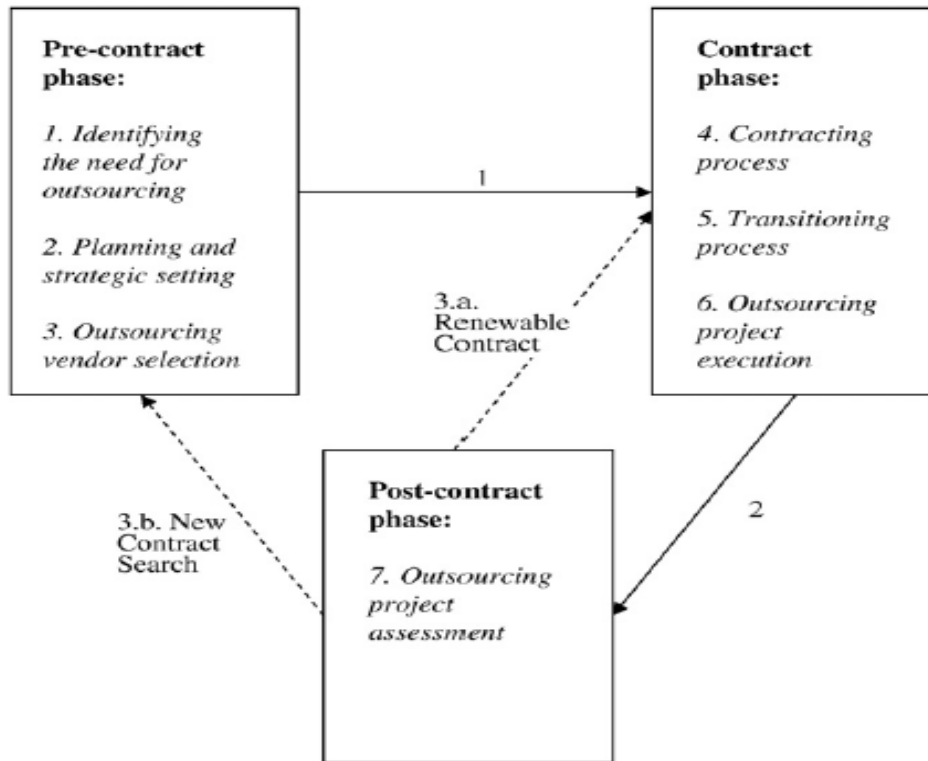 Pre-contract
phase:
1. Identifying
the need for
outsourcing
2. Planning and
strategic setting
3. Outsourcing
vendor selection
1
Contract
phase:
4. Contracting
process
5. Transitioning
process
6. Outsourcing
project
execution
3.a.
Renewable
Contract
2
3.b. New
Contract
Search
Post-contract
phase:
7. Outsourcing
project
assessment